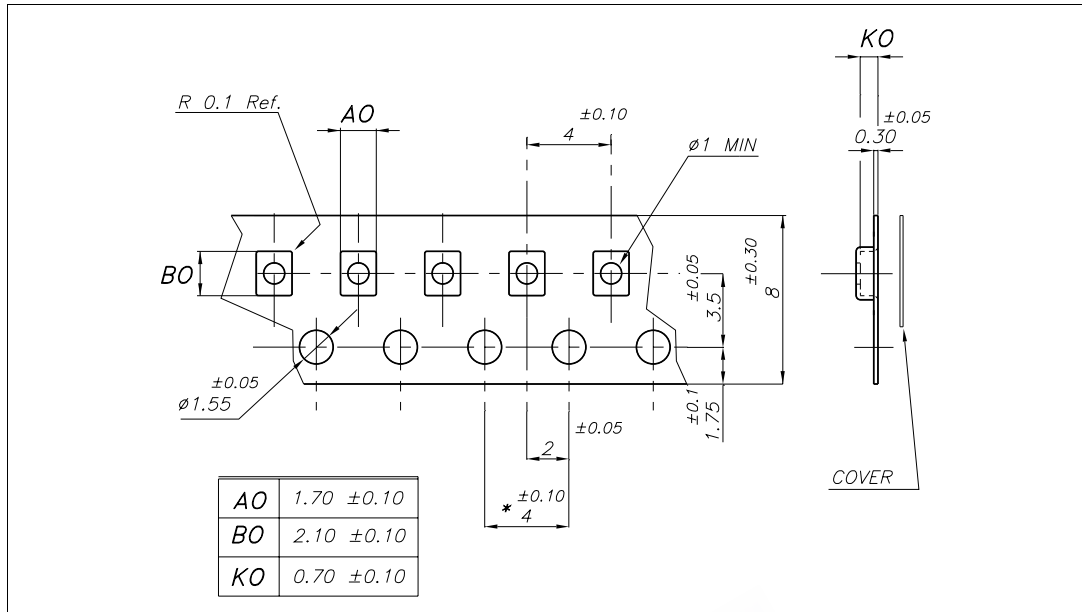 KO
R 0.1 Ref.
AO
±0.10
4
ø1 MIN
±0.05
0.30
BO
±0.05
3.5
±0.30
8
±0.05
ø1.55
±0.1
1.75
±0.05
2
±0.10
* 4
COVER
AO 1.70 ±0.10
BO 2.10 ±0.10
KO 0.70 ±0.10